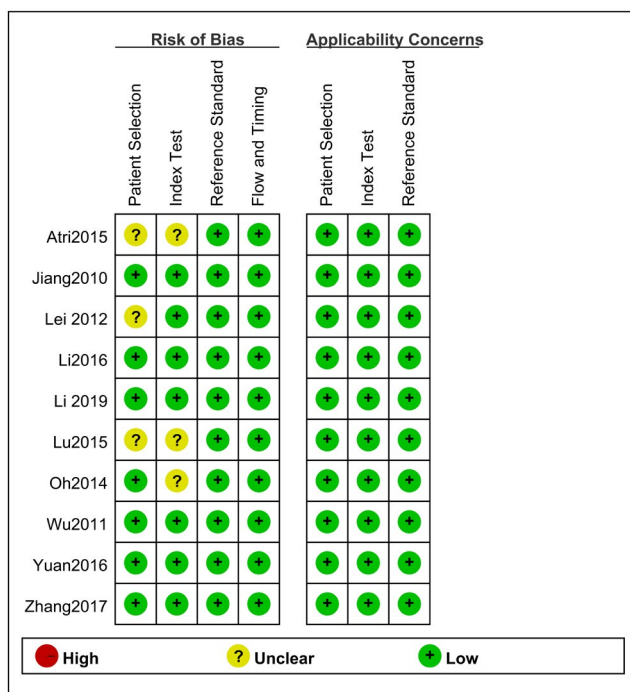 Risk of Bias Applicability Concerns
Patient Selection
Index Test
Reference Standard
Flow and Timing
Patient Selection
Index Test
Reference Standard
Atri2015 ? ? + + + + +
Jiang2010 + + + + + + +
Lei 2012 ? + + + + + +
Li2016 + + + + + + +
Li 2019 + + + + + + +
Lu2015 ? ? + + + + +
Oh2014 + ? + + + + +
Wu2011 + + + + + + +
Yuan2016 + + + + + + +
Zhang2017 + + + + + + +
- High ? Unclear + Low